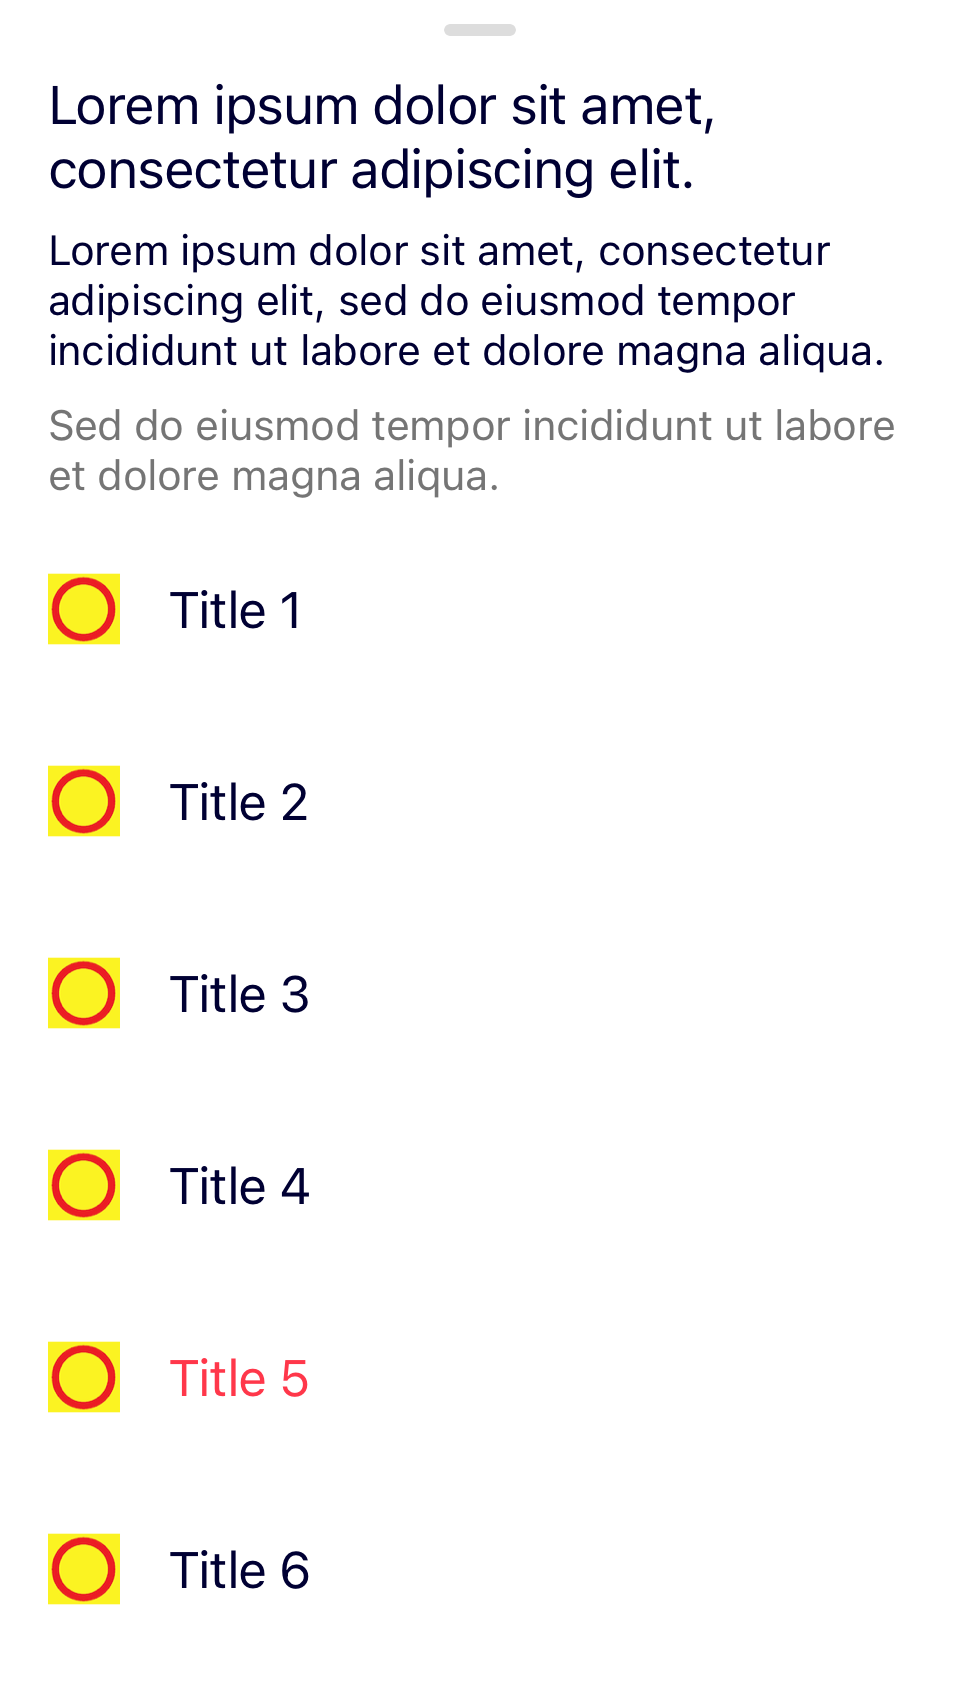 Lorem ipsum dolor sit amet,
consectetur adipiscing elit.
Lorem ipsum dolor sit amet, consectetur
adipiscing elit, sed do eiusmod tempor
incididunt ut labore et dolore magna aliqua.
Sed do eiusmod tempor incididunt ut labore
et dolore magna aliqua.
Title 1
Title 2
Title 3
Title 4
Title 5
Title 6